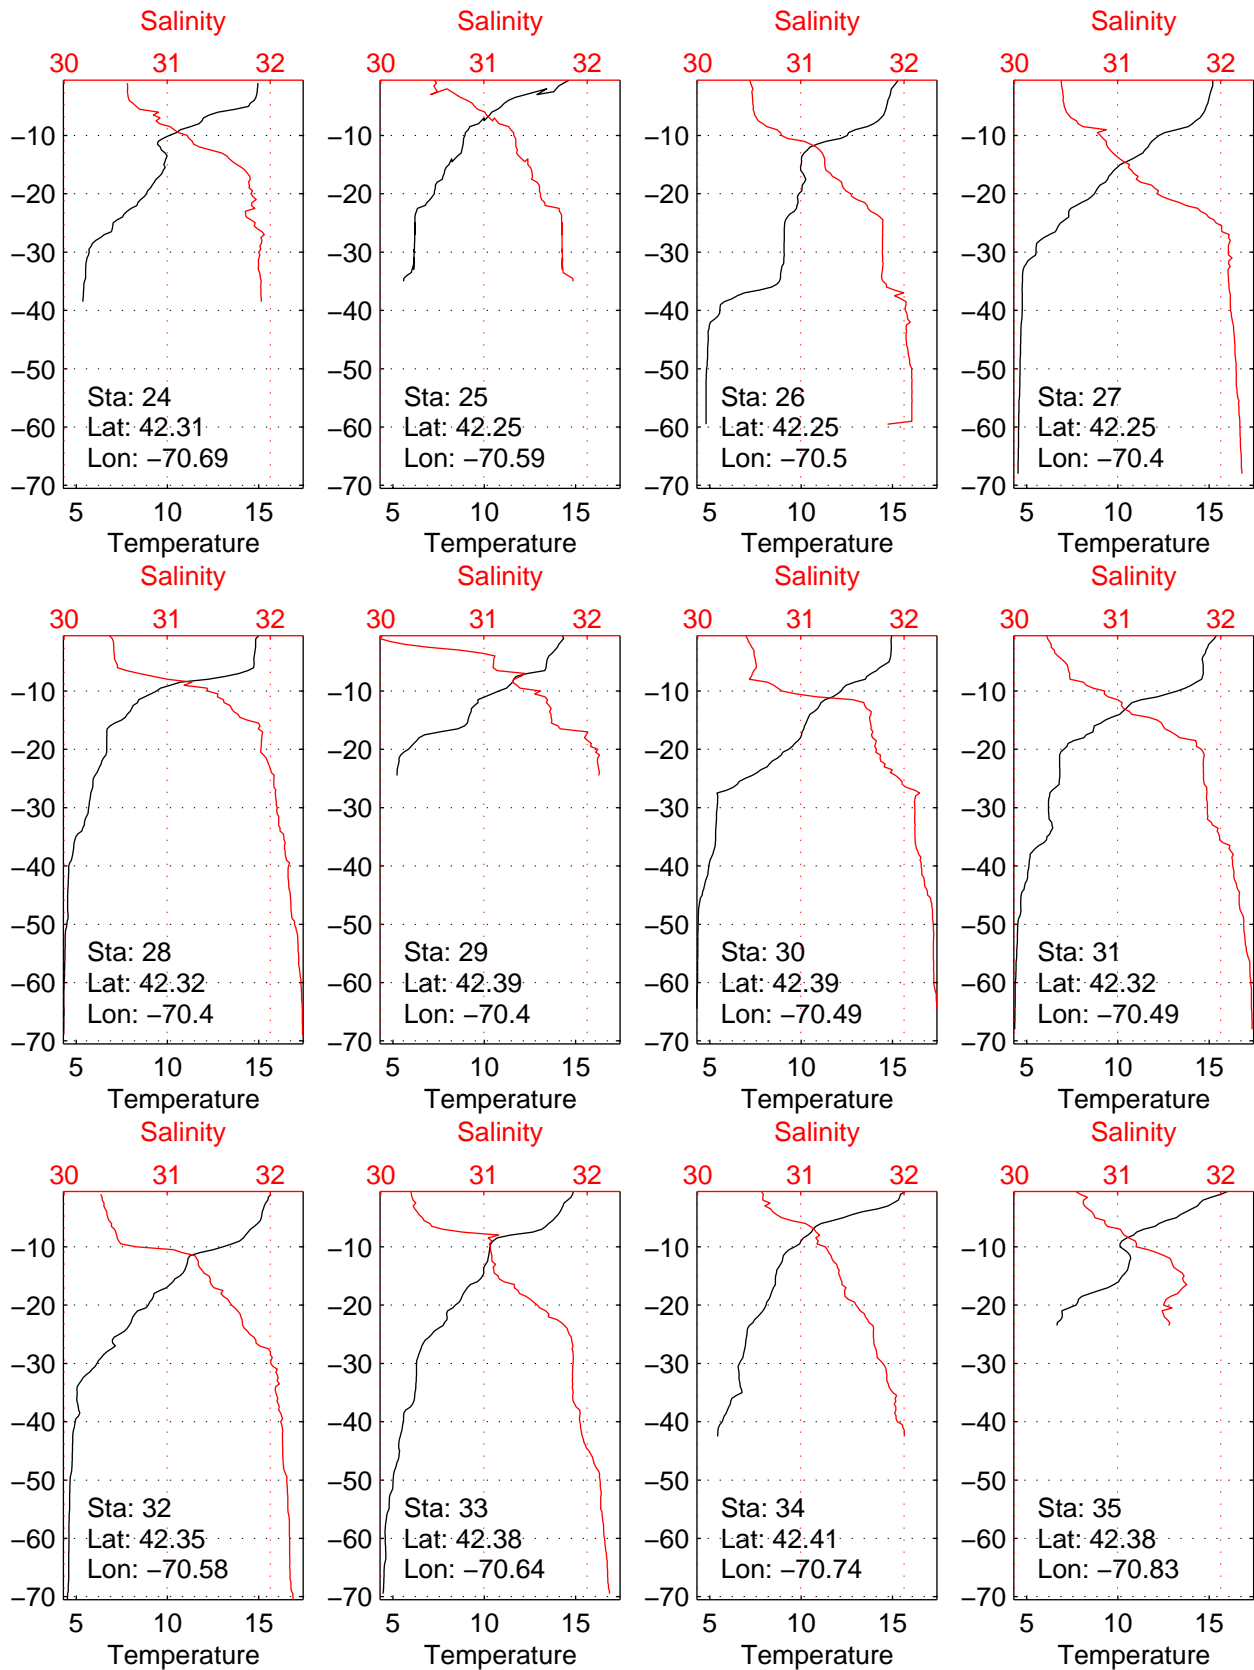 Salinity Salinity Salinity Salinity
30 31 32 30 31 32 30 31 32 30 31 32
−10 −10 −10 −10
−20 −20 −20 −20
−30 −30 −30 −30
−40 −40 −40 −40
−50 −50 −50 −50
Sta: 24 Sta: 25 Sta: 26 Sta: 27
Lat: 42.31 Lat: 42.25 Lat: 42.25 Lat: 42.25
−60 −60 −60 −60
Lon: −70.69 Lon: −70.59 Lon: −70.5 Lon: −70.4
−70 −70 −70 −70
5 10 15 5 10 15 5 10 15 5 10 15
Temperature Temperature Temperature Temperature
Salinity Salinity Salinity Salinity
30 31 32 30 31 32 30 31 32 30 31 32
−10 −10 −10 −10
−20 −20 −20 −20
−30 −30 −30 −30
−40 −40 −40 −40
−50 −50 −50 −50
Sta: 28 Sta: 29 Sta: 30 Sta: 31
Lat: 42.32 Lat: 42.39 Lat: 42.39 Lat: 42.32
−60 −60 −60 −60
Lon: −70.4 Lon: −70.4 Lon: −70.49 Lon: −70.49
−70 −70 −70 −70
5 10 15 5 10 15 5 10 15 5 10 15
Temperature Temperature Temperature Temperature
Salinity Salinity Salinity Salinity
30 31 32 30 31 32 30 31 32 30 31 32
−10 −10 −10 −10
−20 −20 −20 −20
−30 −30 −30 −30
−40 −40 −40 −40
−50 −50 −50 −50
Sta: 32 Sta: 33 Sta: 34 Sta: 35
Lat: 42.35 Lat: 42.38 Lat: 42.41 Lat: 42.38
−60 −60 −60 −60
Lon: −70.58 Lon: −70.64 Lon: −70.74 Lon: −70.83
−70 −70 −70 −70
5 10 15 5 10 15 5 10 15 5 10 15
Temperature Temperature Temperature Temperature